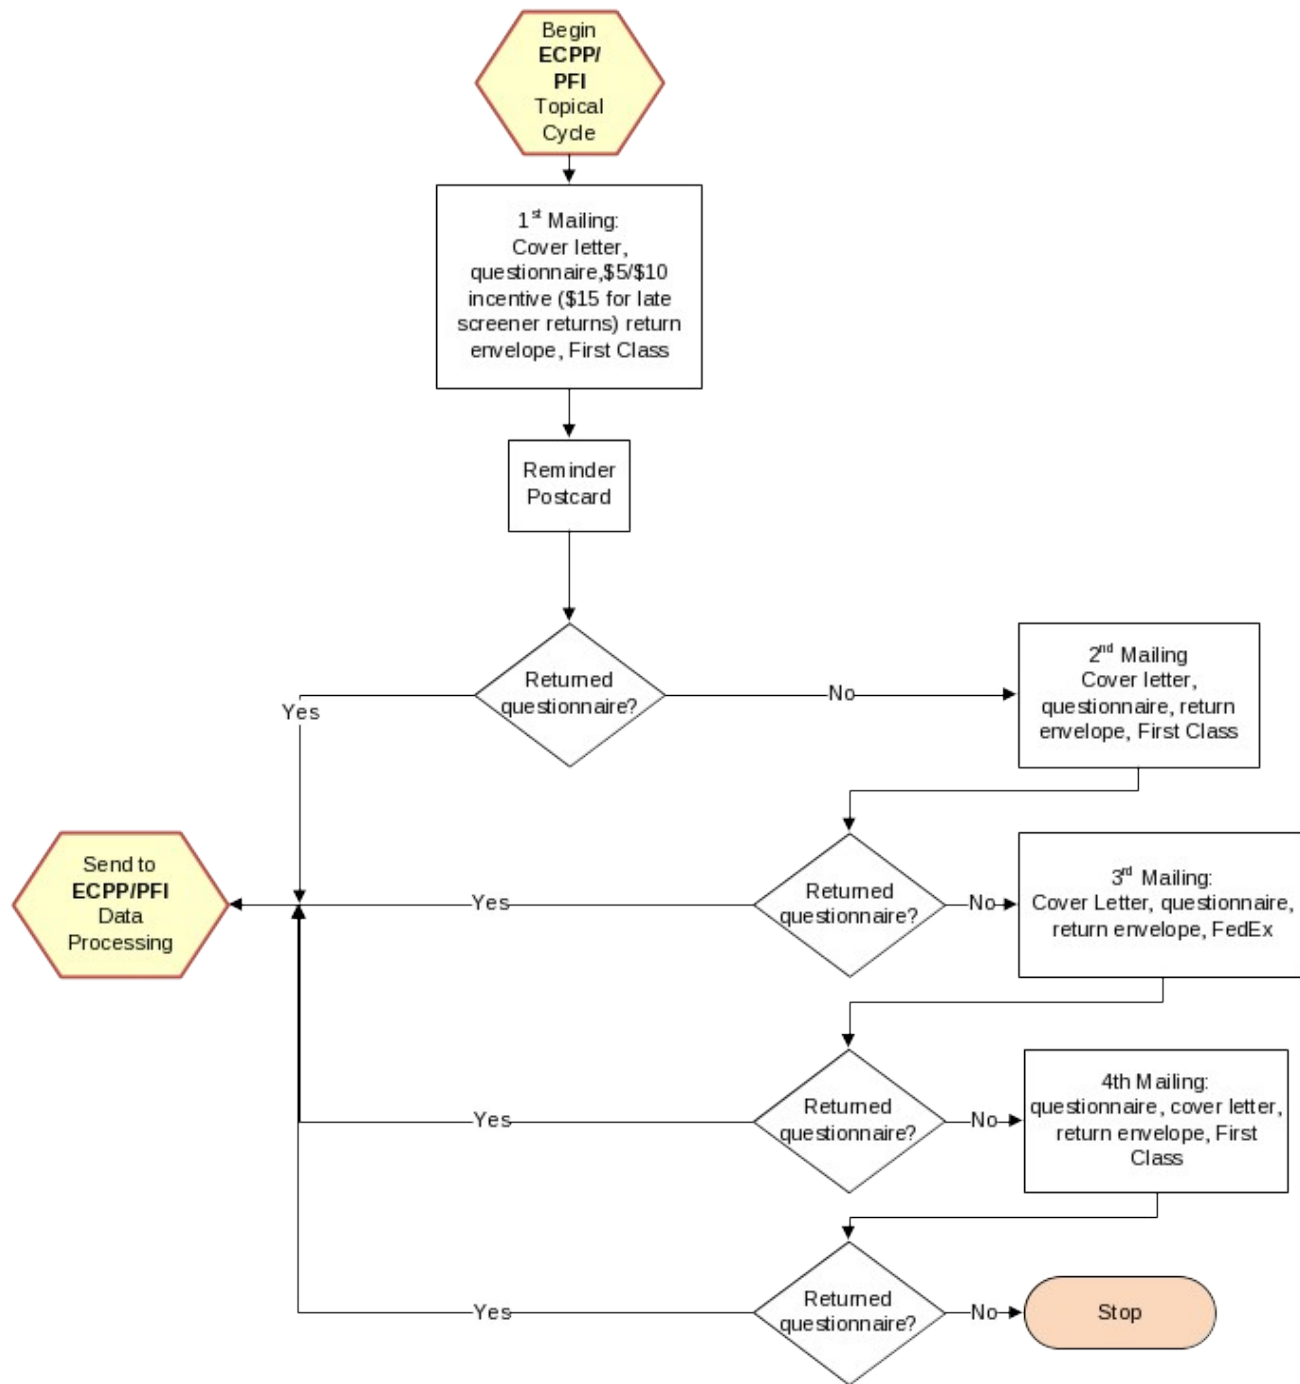 Begin
ECPP/
PFI
Topical
Cycle
1st Mailing:
Cover letter,
questionnaire,$5/$10
incentive ($15 for late
screener returns) return
envelope, First Class
Reminder
Postcard
Returned
questionnaire?
Yes
No
2nd Mailing
Cover letter,
questionnaire, return
envelope, First Class
Send to
ECPP/PFI
Data
Processing
Yes
Returned
questionnaire?
No
3rd Mailing:
Cover Letter, questionnaire,
return envelope, FedEx
Yes
Returned
questionnaire?
No
4th Mailing:
questionnaire, cover letter,
return envelope, First
Class
Yes
Returned
questionnaire?
No
Stop